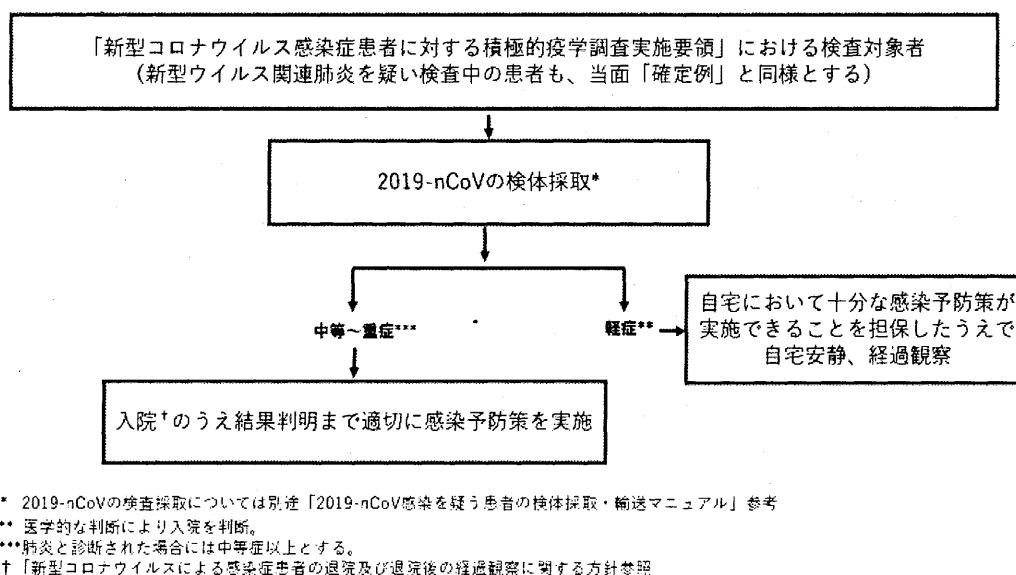 「新型コロナウイルス感染症患者に対する積極的疫学調査実施要領」における検査対象者
(新型ウイルス関連肺炎を疑い検査中の患者も、当面「確定例」と同様とする)
2019-nCoVの検体採取*
中等～重症***
軽症**
自宅において十分な感染予防策が
実施できることを担保したうえで
自宅安静、経過観察
入院†のうえ結果判明まで適切に感染予防策を実施
* 2019-nCoVの検査採取については別途「2019-nCoV感染を疑う患者の検体採取・輸送マニュアル」参考
** 医学的な判断により入院を判断。
***肺炎と診断された場合には中等症以上とする。
† 「新型コロナウイルスによる感染症患者の退院及び退院後の経過観察に関する方針参照